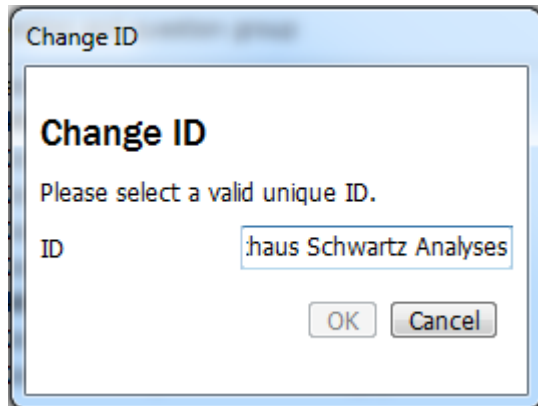 Change ID
Change ID
Please select a valid unique ID.
ID
haus Schwartz Analyses
OK
Cancel